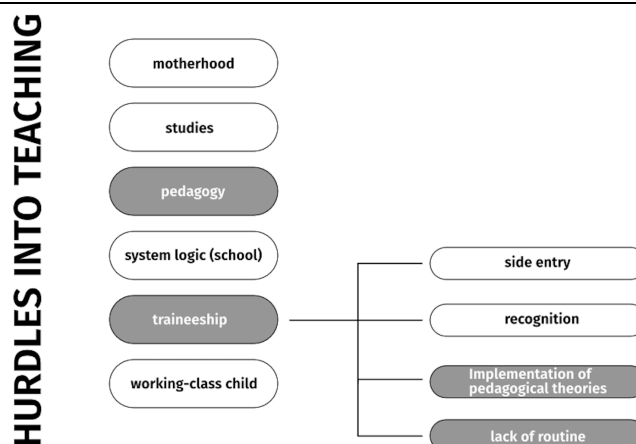 HURDLES INTO TEACHING
motherhood
studies
pedagogy
system logic (school)
traineeship
working-class child
side entry
recognition
Implementation of
pedagogical theories
lack of routine